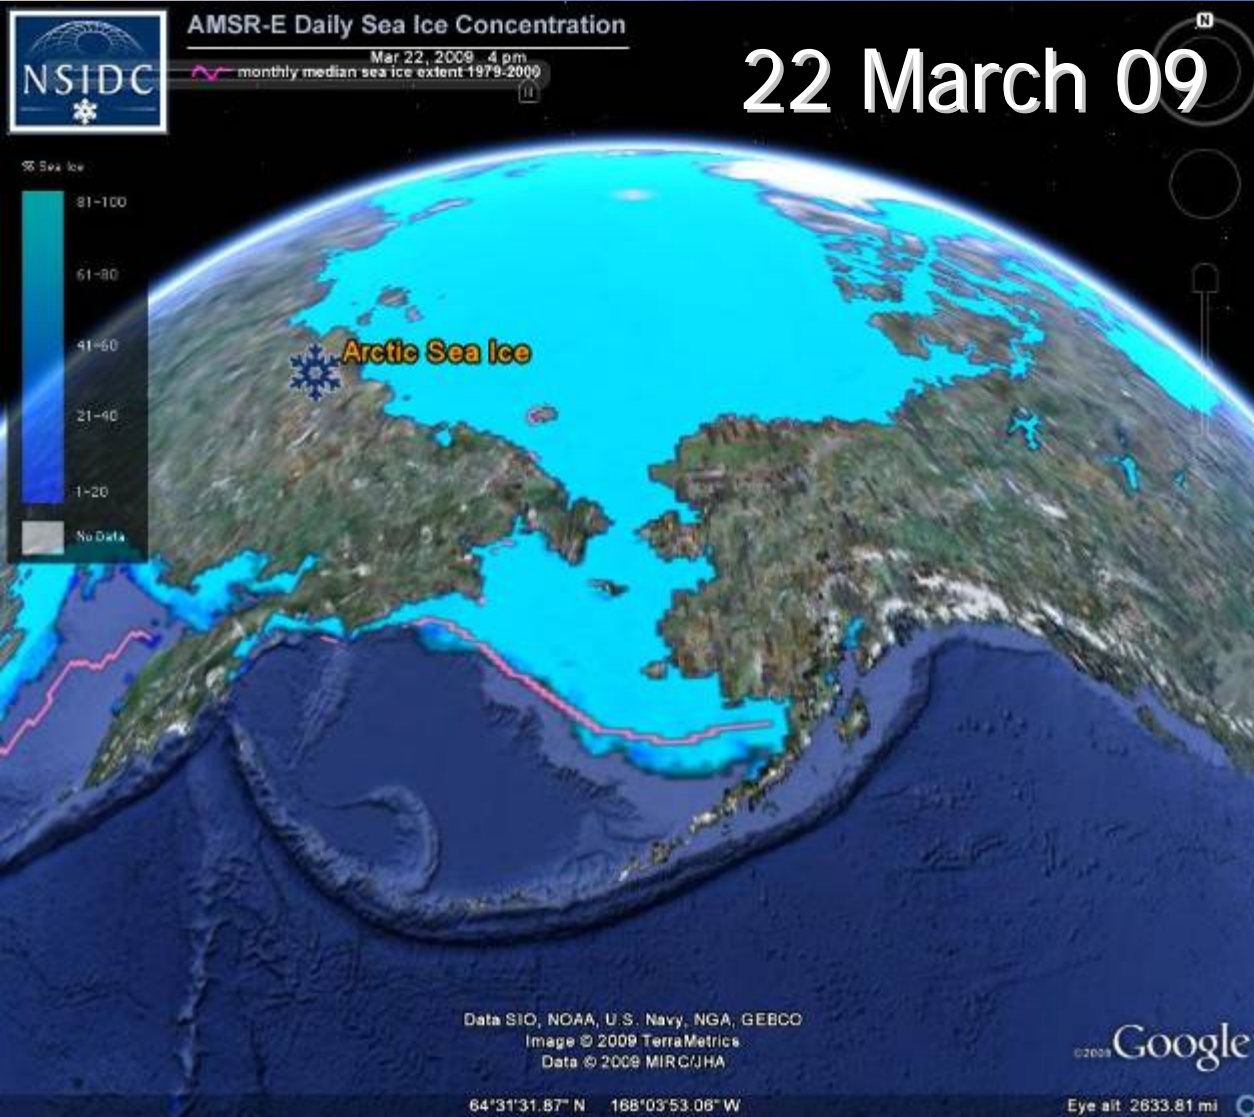 NSIDC
AMSR-E Daily Sea Ice Concentration
Mar 22, 2009 4 pm
monthly median sea ice extent 1979-2000
22 March 09
N
% Sea Ice
81-100
61-80
41-60
21-40
1-20
No Data
Arctic Sea Ice
Data SIO, NOAA, U.S. Navy, NGA, GEBCO
Image © 2009 TerraMetrics
Data © 2009 MIRC/JHA
©2009 Google
64°31'31.87" N 168°03'53.06" W
Eye alt 2633.81 mi